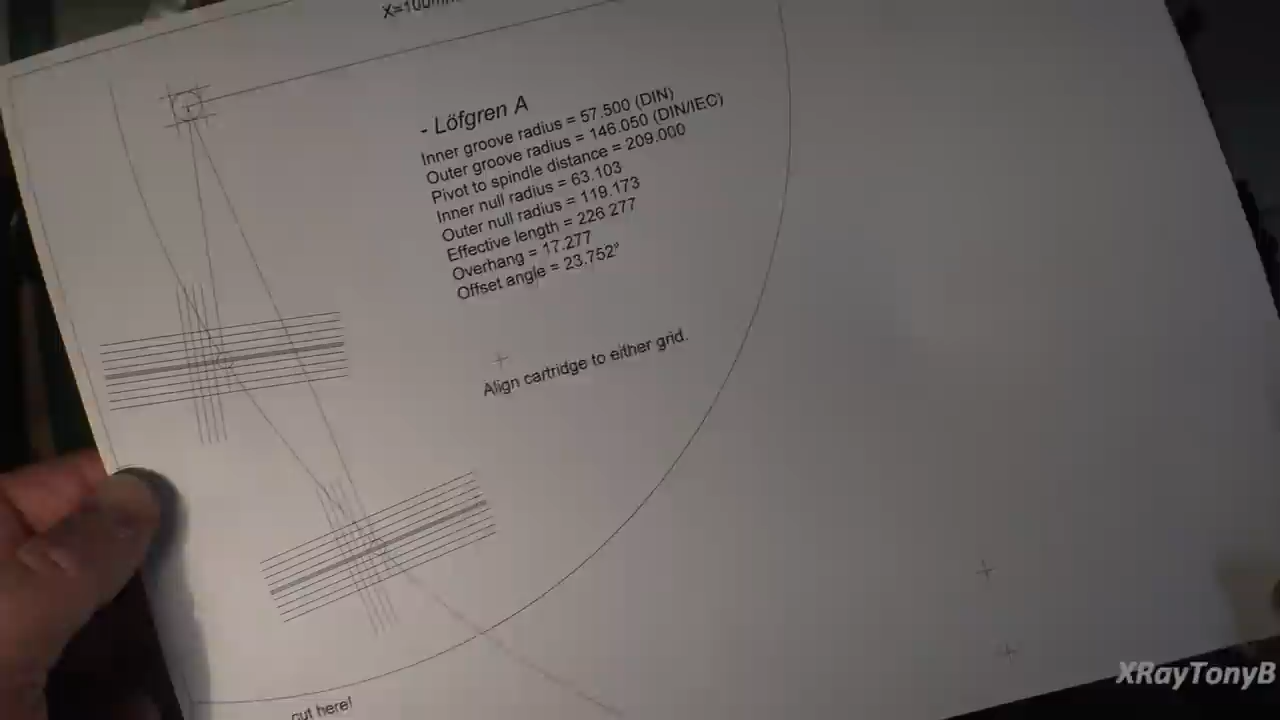 X=100mm
- Löfgren A
Inner groove radius = 57.500 (DIN)
Outer groove radius = 146.050 (DIN/IEC)
Pivot to spindle distance = 209.000
Inner null radius = 63.103
Outer null radius = 119.173
Effective length = 226 277
Overhang = 17.277
Offset angle = 23.752°
Align cartridge to either grid.
cut here!
XRayTonyB